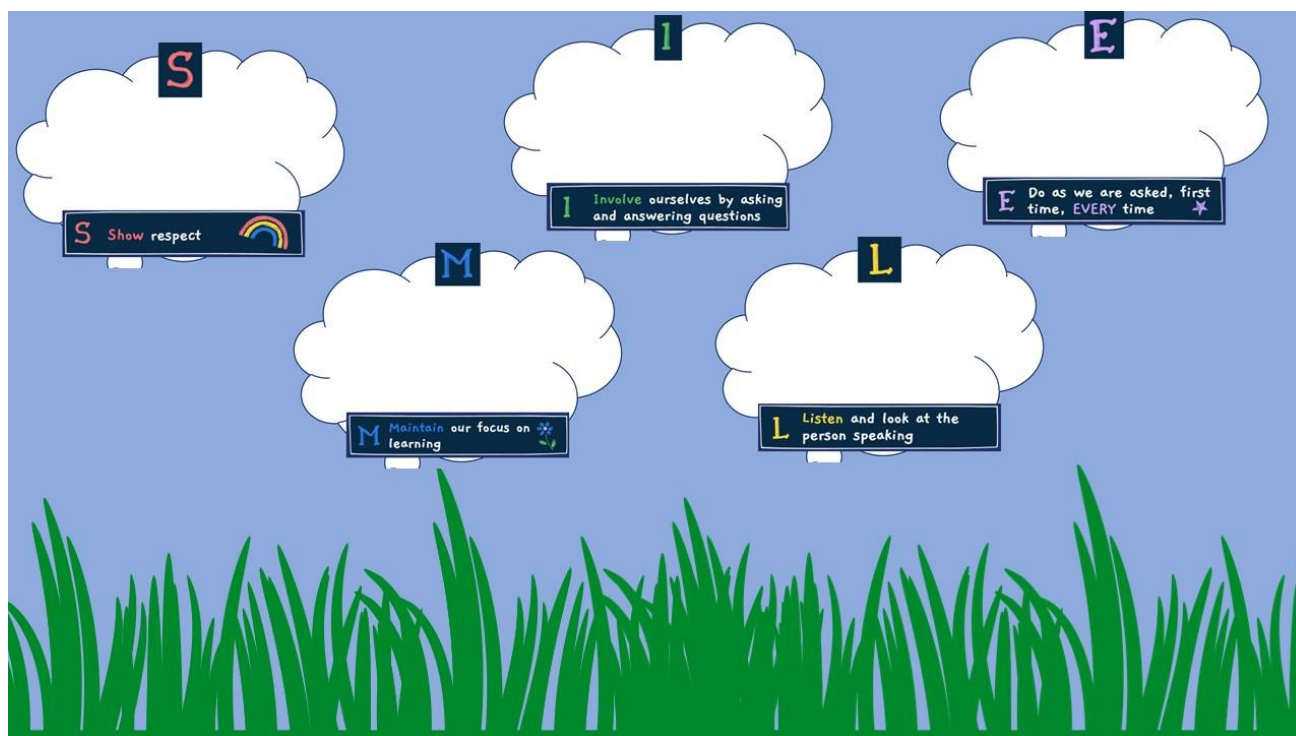 S
S Show respect
M
M Maintain our focus on
learning
I
I Involve ourselves by asking
and answering questions
L
L Listen and look at the
person speaking
E
E Do as we are asked, first
time, EVERY time